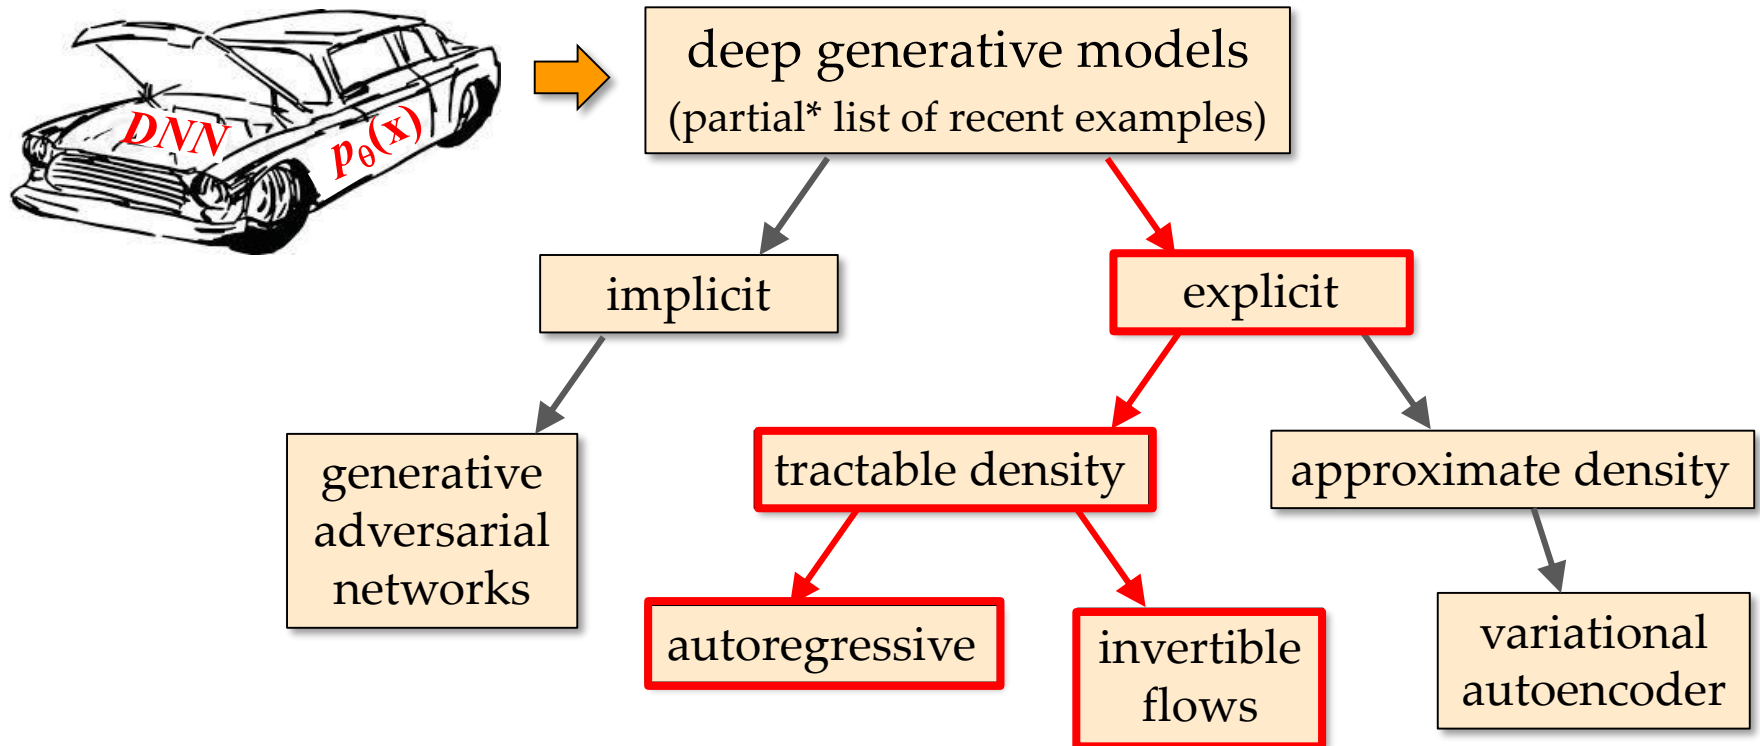 DNN
pθ(x)
deep generative models
(partial* list of recent examples)
implicit
explicit
generative
adversarial
networks
tractable density
approximate density
autoregressive
invertible
flows
variational
autoencoder